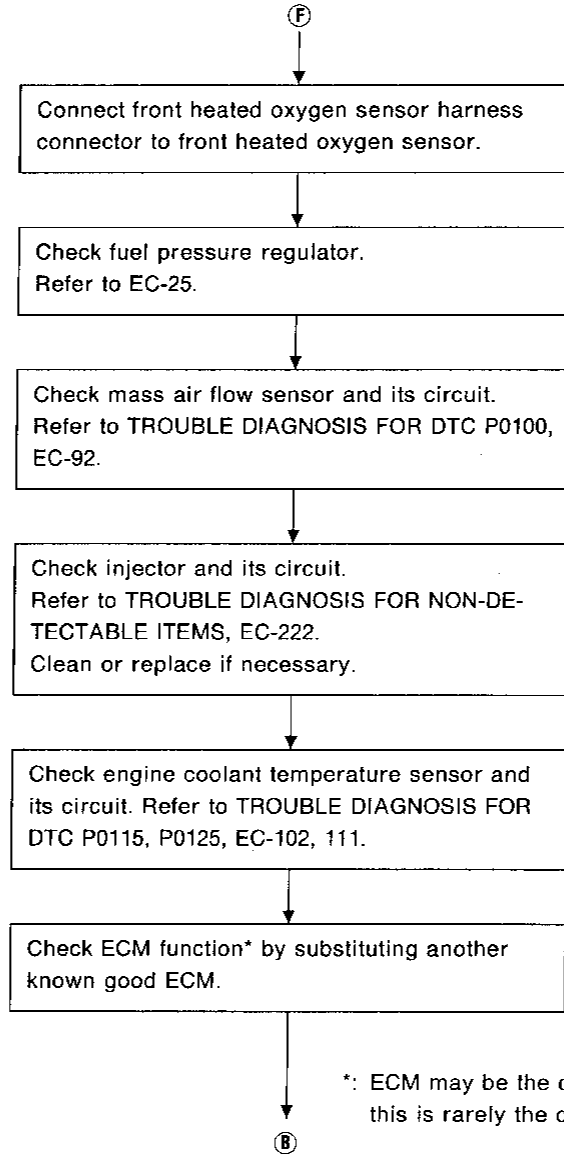 F
Connect front heated oxygen sensor harness
connector to front heated oxygen sensor.
Check fuel pressure regulator.
Refer to EC-25.
Check mass air flow sensor and its circuit.
Refer to TROUBLE DIAGNOSIS FOR DTC P0100,
EC-92.
Check injector and its circuit.
Refer to TROUBLE DIAGNOSIS FOR NON-DE-
TECTABLE ITEMS, EC-222.
Clean or replace if necessary.
Check engine coolant temperature sensor and
its circuit. Refer to TROUBLE DIAGNOSIS FOR
DTC P0115, P0125, EC-102, 111.
Check ECM function* by substituting another
known good ECM.
*: ECM may be the
this is rarely the
B